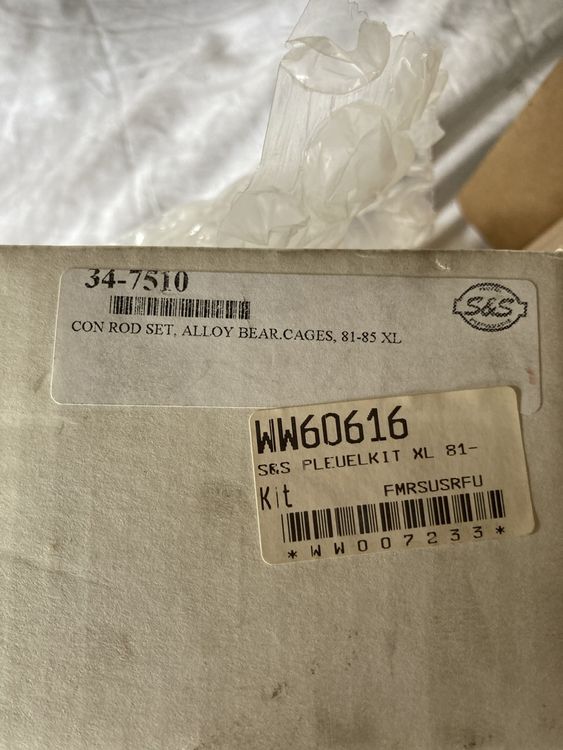 34-7510
S&S
CON ROD SET, ALLOY BEAR.CAGES, 81-85 XL
WW60616
S&S PLEUELKIT XL 81-
Kit FMRSUSRFU
*WW007233*